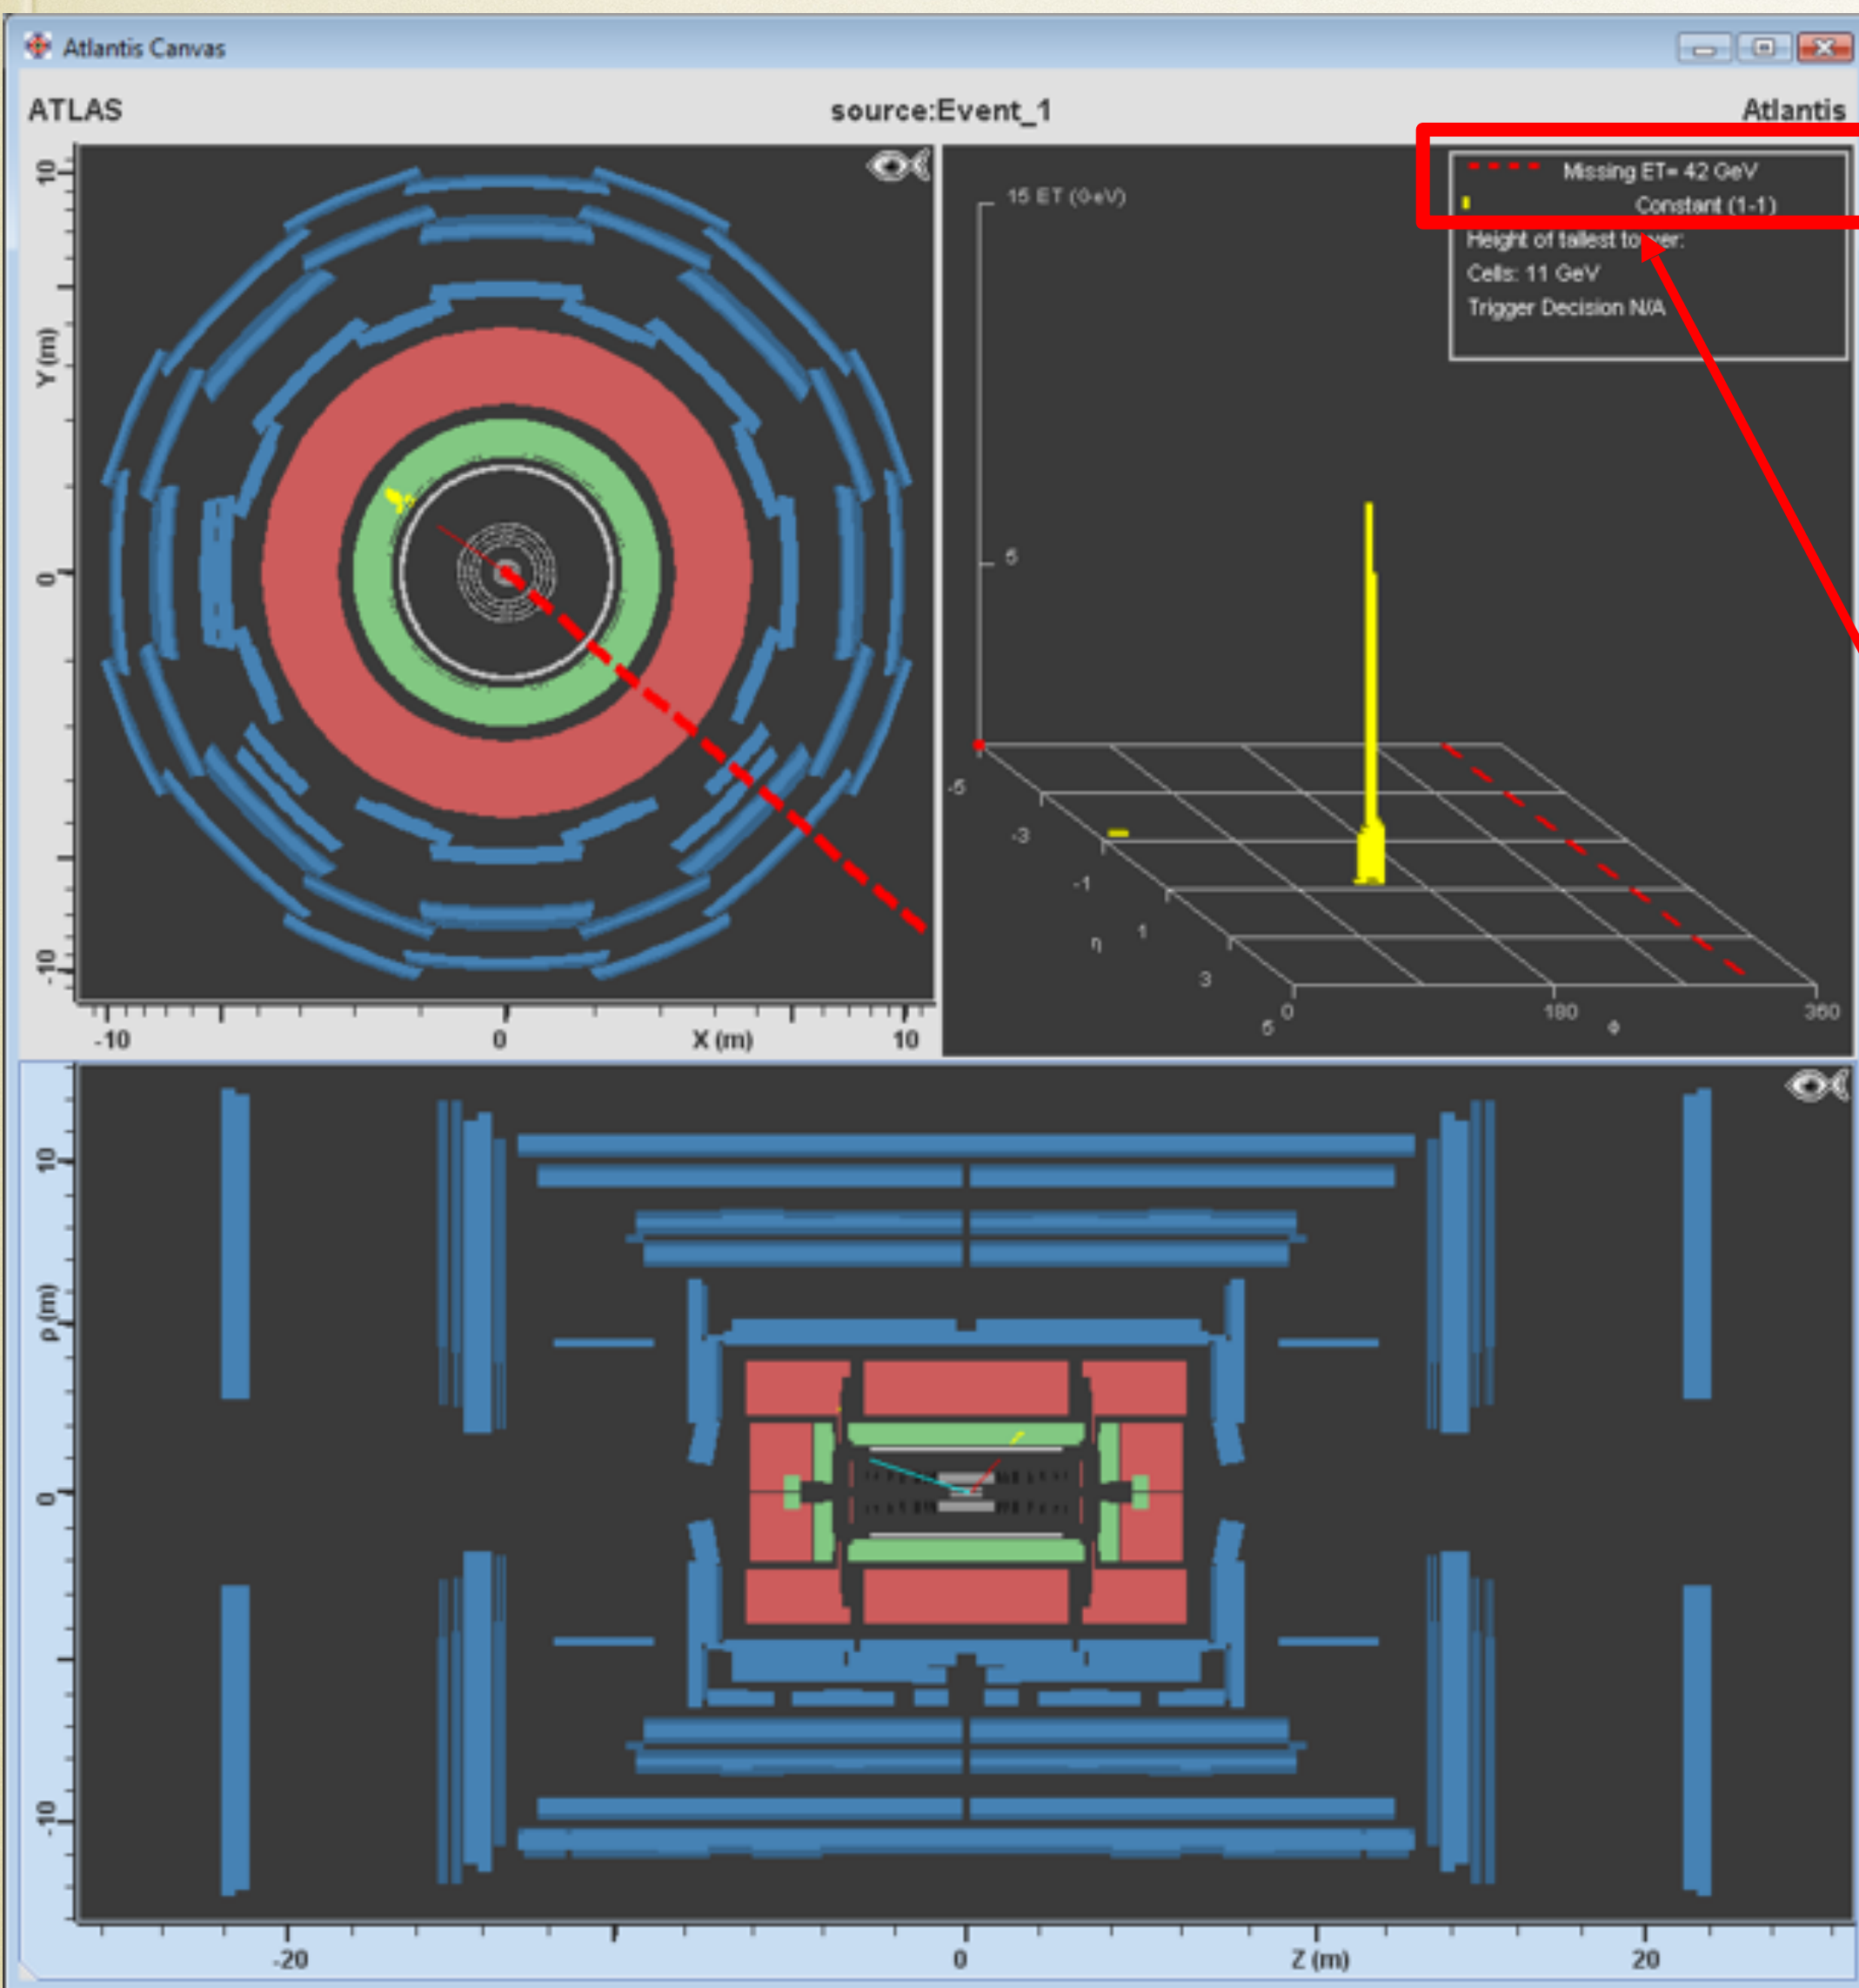 Atlantis Canvas
ATLAS
source:Event_1
Atlantis
10
Y (m)
0
-10
-10
0
X (m)
10
15 ET (GeV)
5
Missing ET= 42 GeV
Constant (1-1)
Height of tallest tower:
Cells: 11 GeV
Trigger Decision N/A
-5
-3
-1
η
1
3
5
0
180
Φ
360
10
ρ (m)
0
-10
-20
0
Z (m)
20